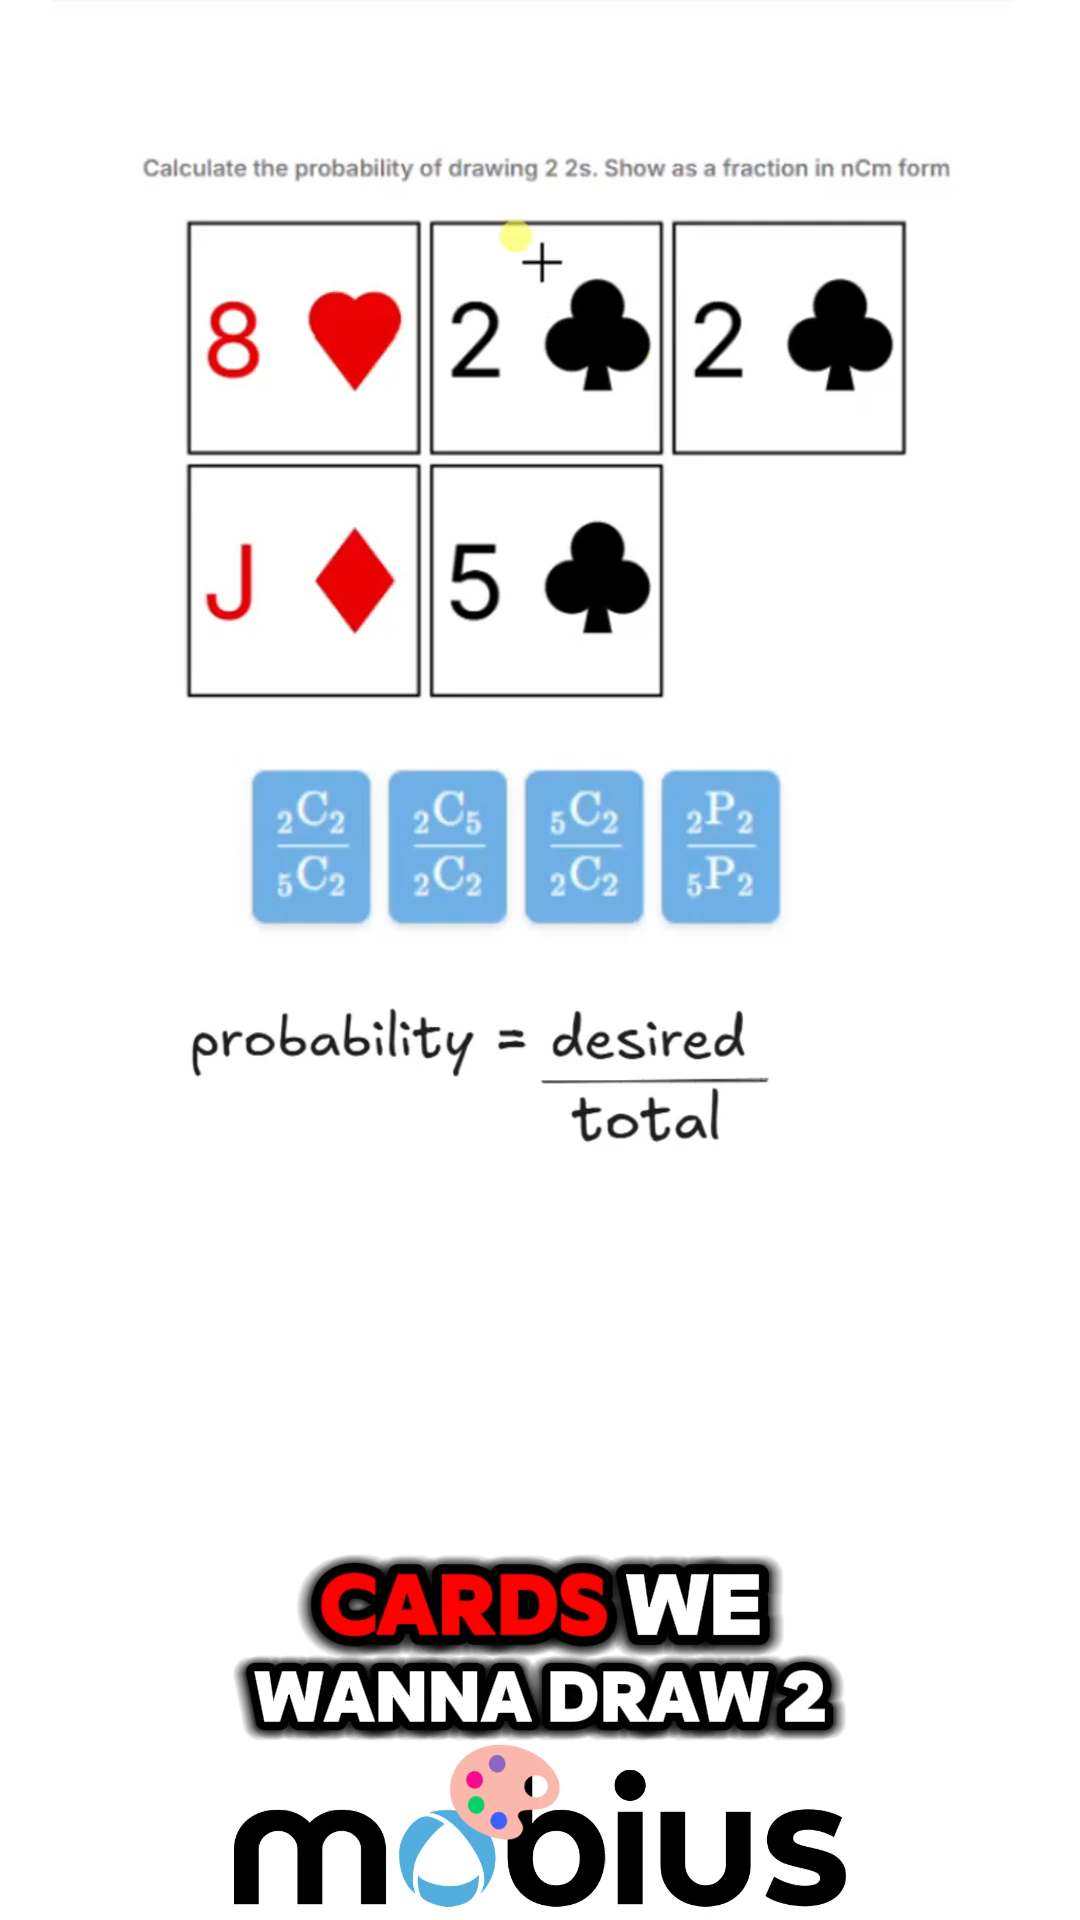 Calculate the probability of drawing 2 2s. Show as a fraction in nCm form
8 2 2
J 5
₂C₂ ₂C₅ ₅C₂ ₂P₂
₅C₂ ₂C₂ ₂C₂ ₅P₂
probability = desired
total
CARDS WE
WANNA DRAW 2
mobius